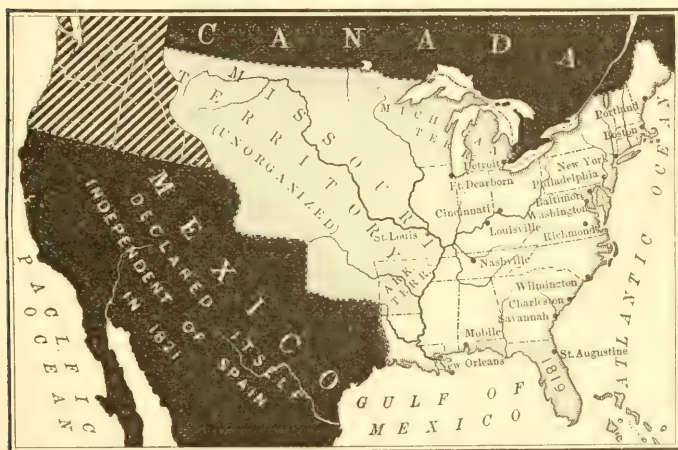 CANADA
MISSOURI
TERRITORY
(UNORGANIZED)
MEXICO
DECLARED ITSELF
INDEPENDENT OF SPAIN
IN 1821
PACIFIC
OCEAN
ATLANTIC OCEAN
GULF OF
MEXICO
ARK.
TERR.
Portland
Boston
Detroit
New York
Philadelphia
Ft. Dearborn
Baltimore
Washington
Cincinnati
Louisville
Richmond
St. Louis
Nashville
Wilmington
Charleston
Savannah
Mobile
New Orleans
St. Augustine
1819